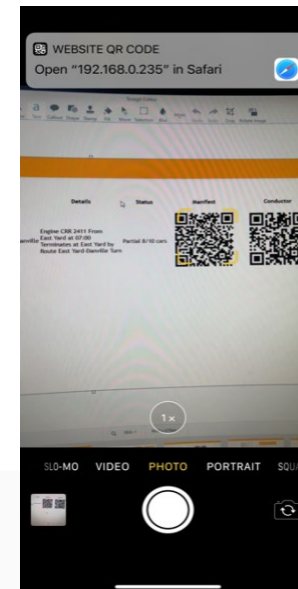 WEBSITE QR CODE
Open "192.168.0.235" in Safari
Details
Status
Manifest
Conductor
Engine CRR 2411 From
East Yard at 07:00
Terminates at East Yard by
Route East Yard-Danville Turn
Partial 8/10 cars
1x
SLO-MO VIDEO PHOTO PORTRAIT SQUA